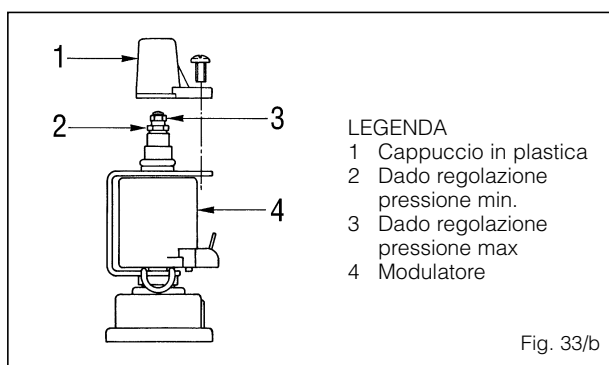 1
2
3
4
LEGENDA
1 Cappuccio in plastica
2 Dado regolazione
pressione min.
3 Dado regolazione
pressione max
4 Modulatore
Fig. 33/b